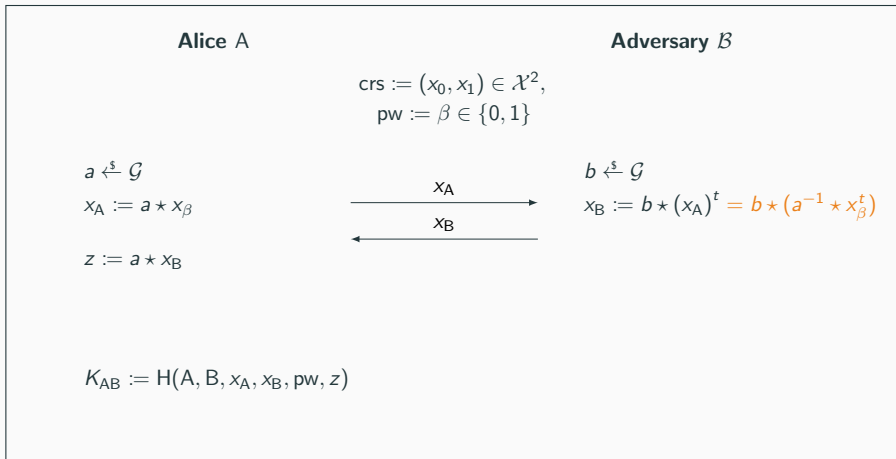 Alice A    Adversary ℬ
crs := (x₀, x₁) ∈ 𝒳²,
pw := β ∈ {0, 1}
a ←$ 𝒢    b ←$ 𝒢
x_A := a ⋆ x_β    x_A    x_B := b ⋆ (x_A)ᵗ = b ⋆ (a⁻¹ ⋆ x_βᵗ)
x_B
z := a ⋆ x_B
K_AB := H(A, B, x_A, x_B, pw, z)